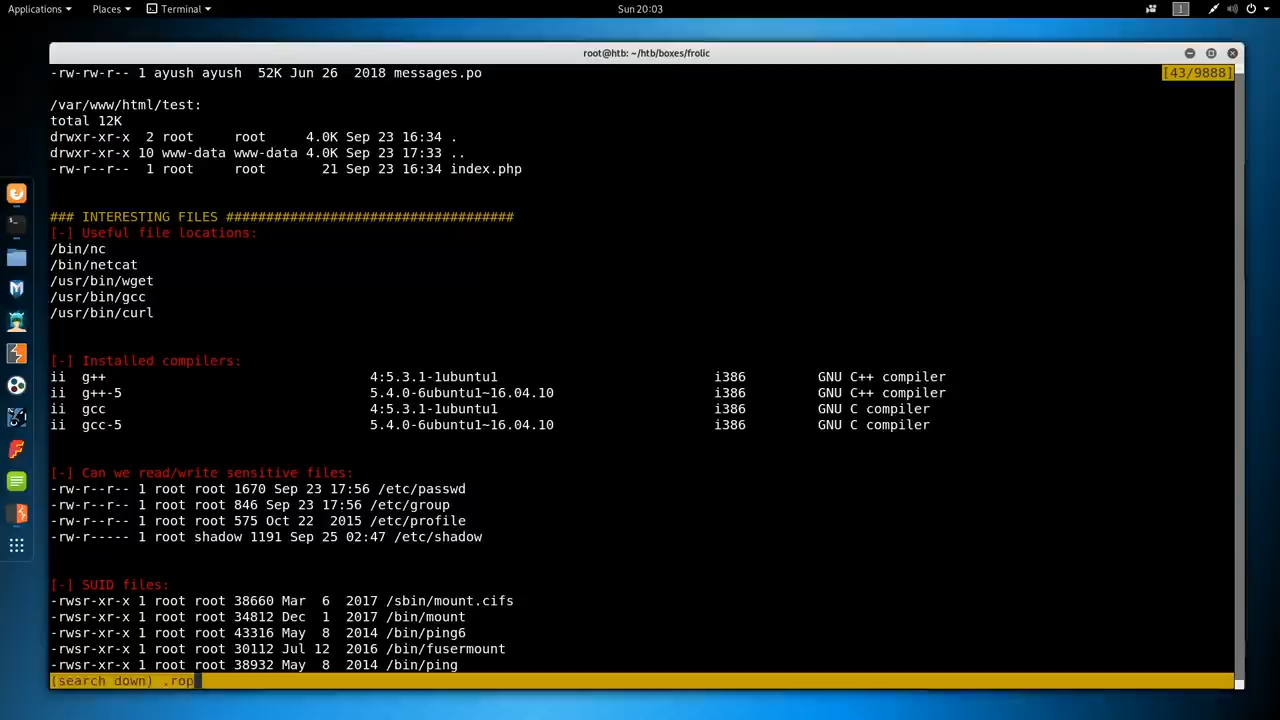 Applications Places Terminal Sun 20:03 1
root@htb: ~/htb/boxes/frolic
-rw-rw-r-- 1 ayush ayush  52K Jun 26  2018 messages.po [43/9888]
/var/www/html/test:
total 12K
drwxr-xr-x  2 root     root     4.0K Sep 23 16:34 .
drwxr-xr-x 10 www-data www-data 4.0K Sep 23 17:33 ..
-rw-r--r--  1 root     root       21 Sep 23 16:34 index.php
### INTERESTING FILES ####################################
[-] Useful file locations:
/bin/nc
/bin/netcat
/usr/bin/wget
/usr/bin/gcc
/usr/bin/curl
[-] Installed compilers:
ii  g++                                 4:5.3.1-1ubuntu1                           i386         GNU C++ compiler
ii  g++-5                               5.4.0-6ubuntu1~16.04.10                    i386         GNU C++ compiler
ii  gcc                                 4:5.3.1-1ubuntu1                           i386         GNU C compiler
ii  gcc-5                               5.4.0-6ubuntu1~16.04.10                    i386         GNU C compiler
[-] Can we read/write sensitive files:
-rw-r--r-- 1 root root 1670 Sep 23 17:56 /etc/passwd
-rw-r--r-- 1 root root 846 Sep 23 17:56 /etc/group
-rw-r--r-- 1 root root 575 Oct 22  2015 /etc/profile
-rw-r----- 1 root shadow 1191 Sep 25 02:47 /etc/shadow
[-] SUID files:
-rwsr-xr-x 1 root root 38660 Mar  6  2017 /sbin/mount.cifs
-rwsr-xr-x 1 root root 34812 Dec  1  2017 /bin/mount
-rwsr-xr-x 1 root root 43316 May  8  2014 /bin/ping6
-rwsr-xr-x 1 root root 30112 Jul 12  2016 /bin/fusermount
-rwsr-xr-x 1 root root 38932 May  8  2014 /bin/ping
(search down) .rop